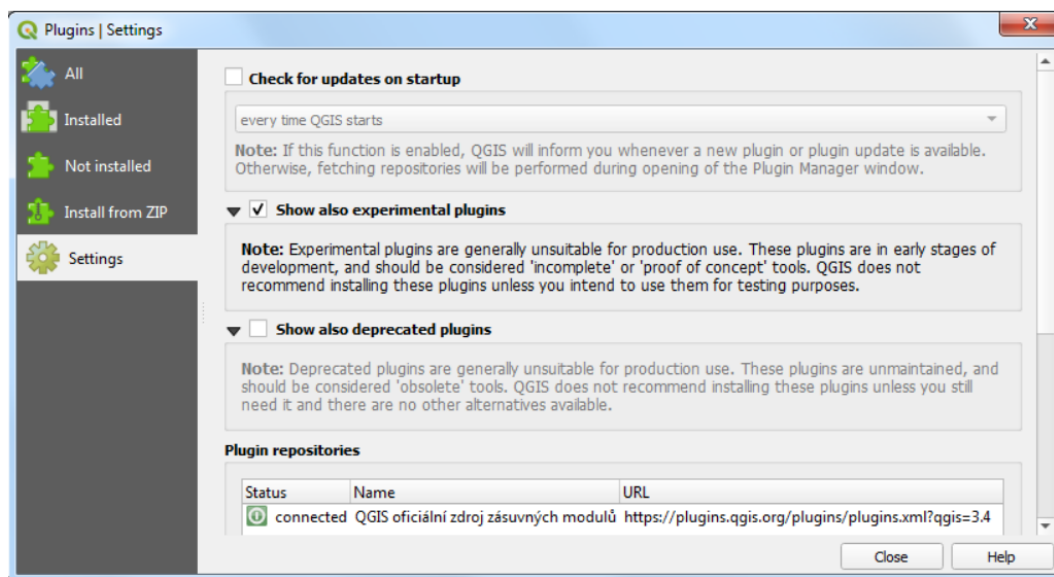 Plugins | Settings
All
Installed
Not installed
Install from ZIP
Settings
Check for updates on startup
every time QGIS starts
Note: If this function is enabled, QGIS will inform you whenever a new plugin or plugin update is available.
Otherwise, fetching repositories will be performed during opening of the Plugin Manager window.
Show also experimental plugins
Note: Experimental plugins are generally unsuitable for production use. These plugins are in early stages of
development, and should be considered 'incomplete' or 'proof of concept' tools. QGIS does not
recommend installing these plugins unless you intend to use them for testing purposes.
Show also deprecated plugins
Note: Deprecated plugins are generally unsuitable for production use. These plugins are unmaintained, and
should be considered 'obsolete' tools. QGIS does not recommend installing these plugins unless you still
need it and there are no other alternatives available.
Plugin repositories
Status Name URL
connected QGIS oficiální zdroj zásuvných modulů https://plugins.qgis.org/plugins/plugins.xml?qgis=3.4
Close Help